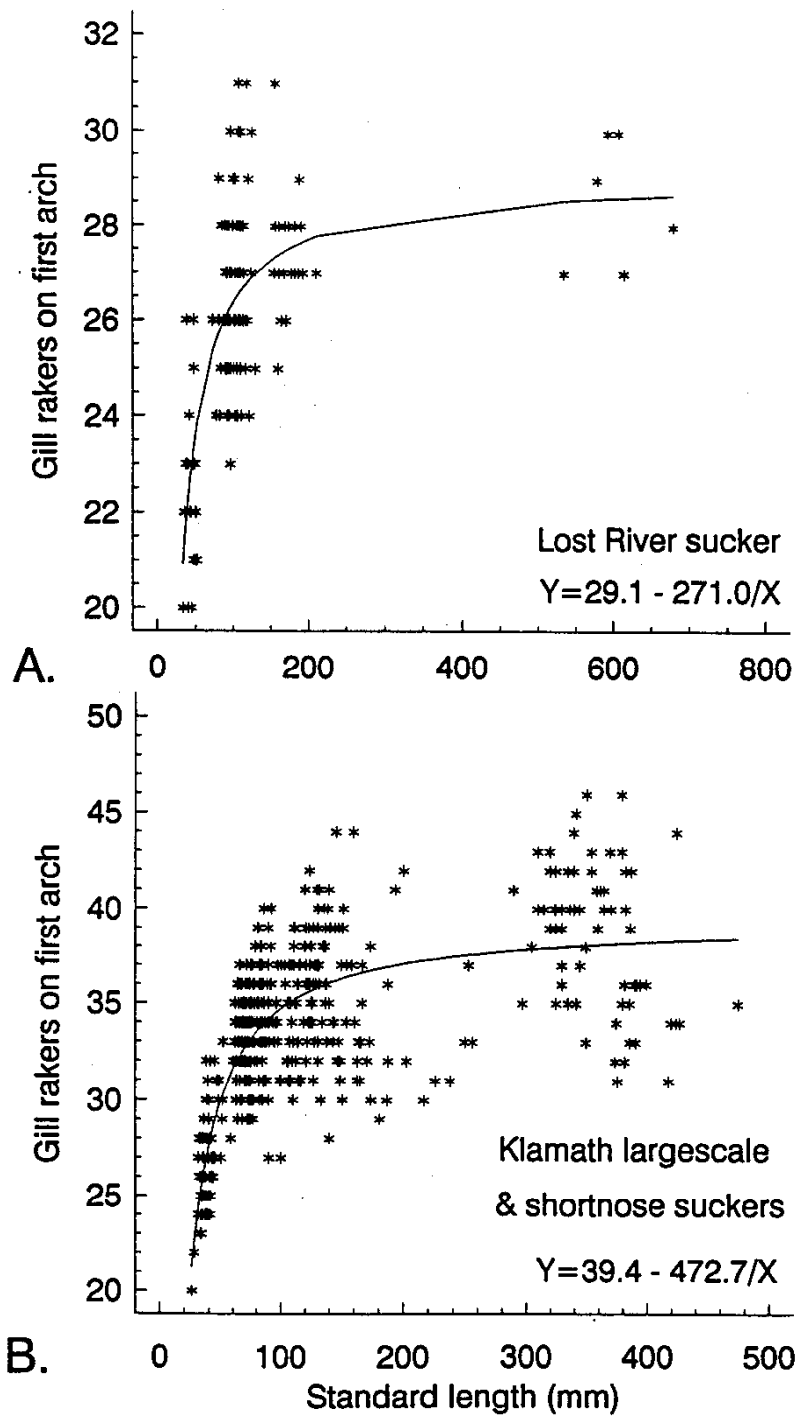 32
30
28
26
24
22
20
Gill rakers on first arch
Lost River sucker
Y=29.1 - 271.0/X
A.
0 200 400 600 800
50
45
40
35
30
25
20
Gill rakers on first arch
Klamath largescale
& shortnose suckers
Y=39.4 - 472.7/X
B.
0 100 200 300 400 500
Standard length (mm)